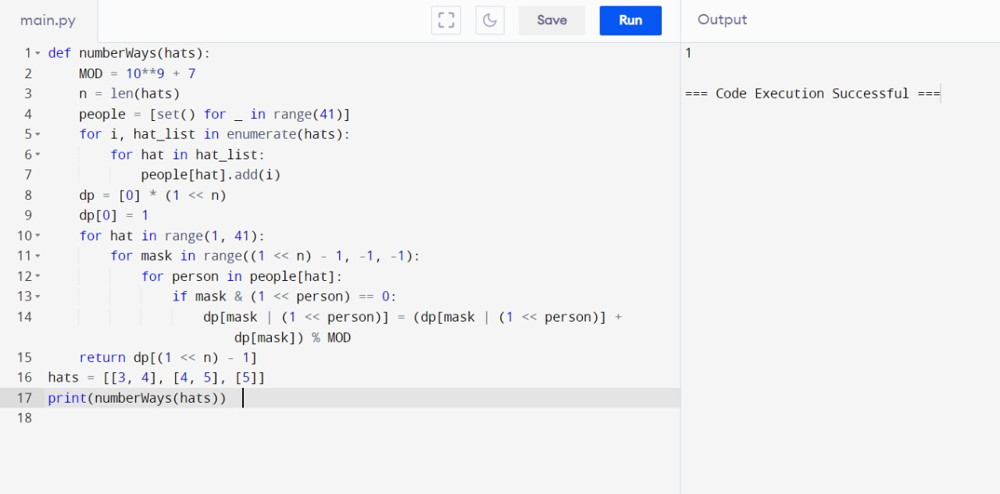 main.py
Save
Run
Output
1 def numberWays(hats):
2     MOD = 10**9 + 7
3     n = len(hats)
4     people = [set() for _ in range(41)]
5     for i, hat_list in enumerate(hats):
6         for hat in hat_list:
7             people[hat].add(i)
8     dp = [0] * (1 << n)
9     dp[0] = 1
10     for hat in range(1, 41):
11         for mask in range((1 << n) - 1, -1, -1):
12             for person in people[hat]:
13                 if mask & (1 << person) == 0:
14                     dp[mask | (1 << person)] = (dp[mask | (1 << person)] +
                        dp[mask]) % MOD
15     return dp[(1 << n) - 1]
16 hats = [[3, 4], [4, 5], [5]]
17 print(numberWays(hats))
18
1
=== Code Execution Successful ===